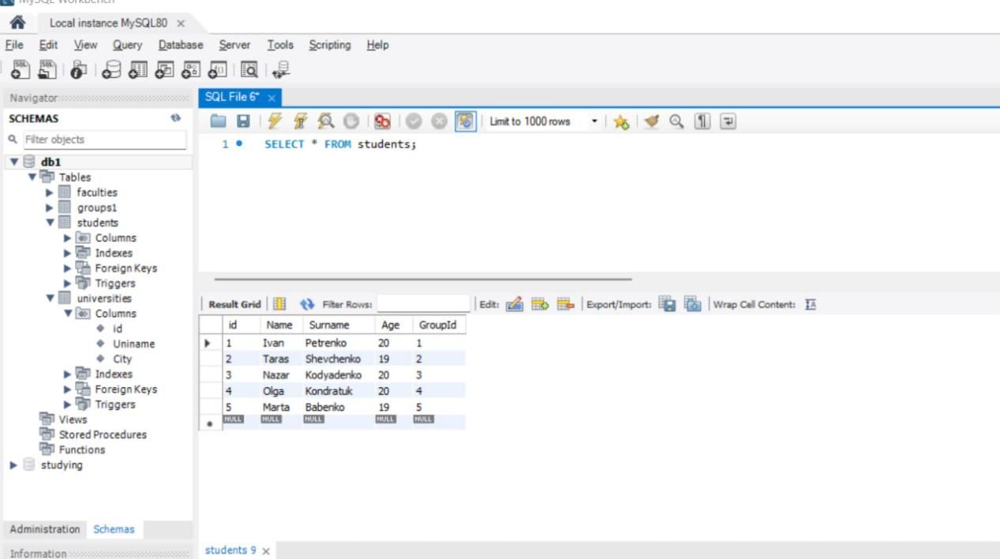 MySQL Workbench
Local instance MySQL80
File Edit View Query Database Server Tools Scripting Help
Navigator
SCHEMAS
Filter objects
db1
Tables
faculties
groups1
students
Columns
Indexes
Foreign Keys
Triggers
universities
Columns
id
Uniname
City
Indexes
Foreign Keys
Triggers
Views
Stored Procedures
Functions
studying
Administration Schemas
Information
SQL File 6*
Limit to 1000 rows
1 SELECT * FROM students;
Result Grid Filter Rows: Edit: Export/Import: Wrap Cell Content:
id Name Surname Age GroupId
1 Ivan Petrenko 20 1
2 Taras Shevchenko 19 2
3 Nazar Kodyadenko 20 3
4 Olga Kondratuk 20 4
5 Marta Babenko 19 5
NULL NULL NULL NULL NULL
students 9